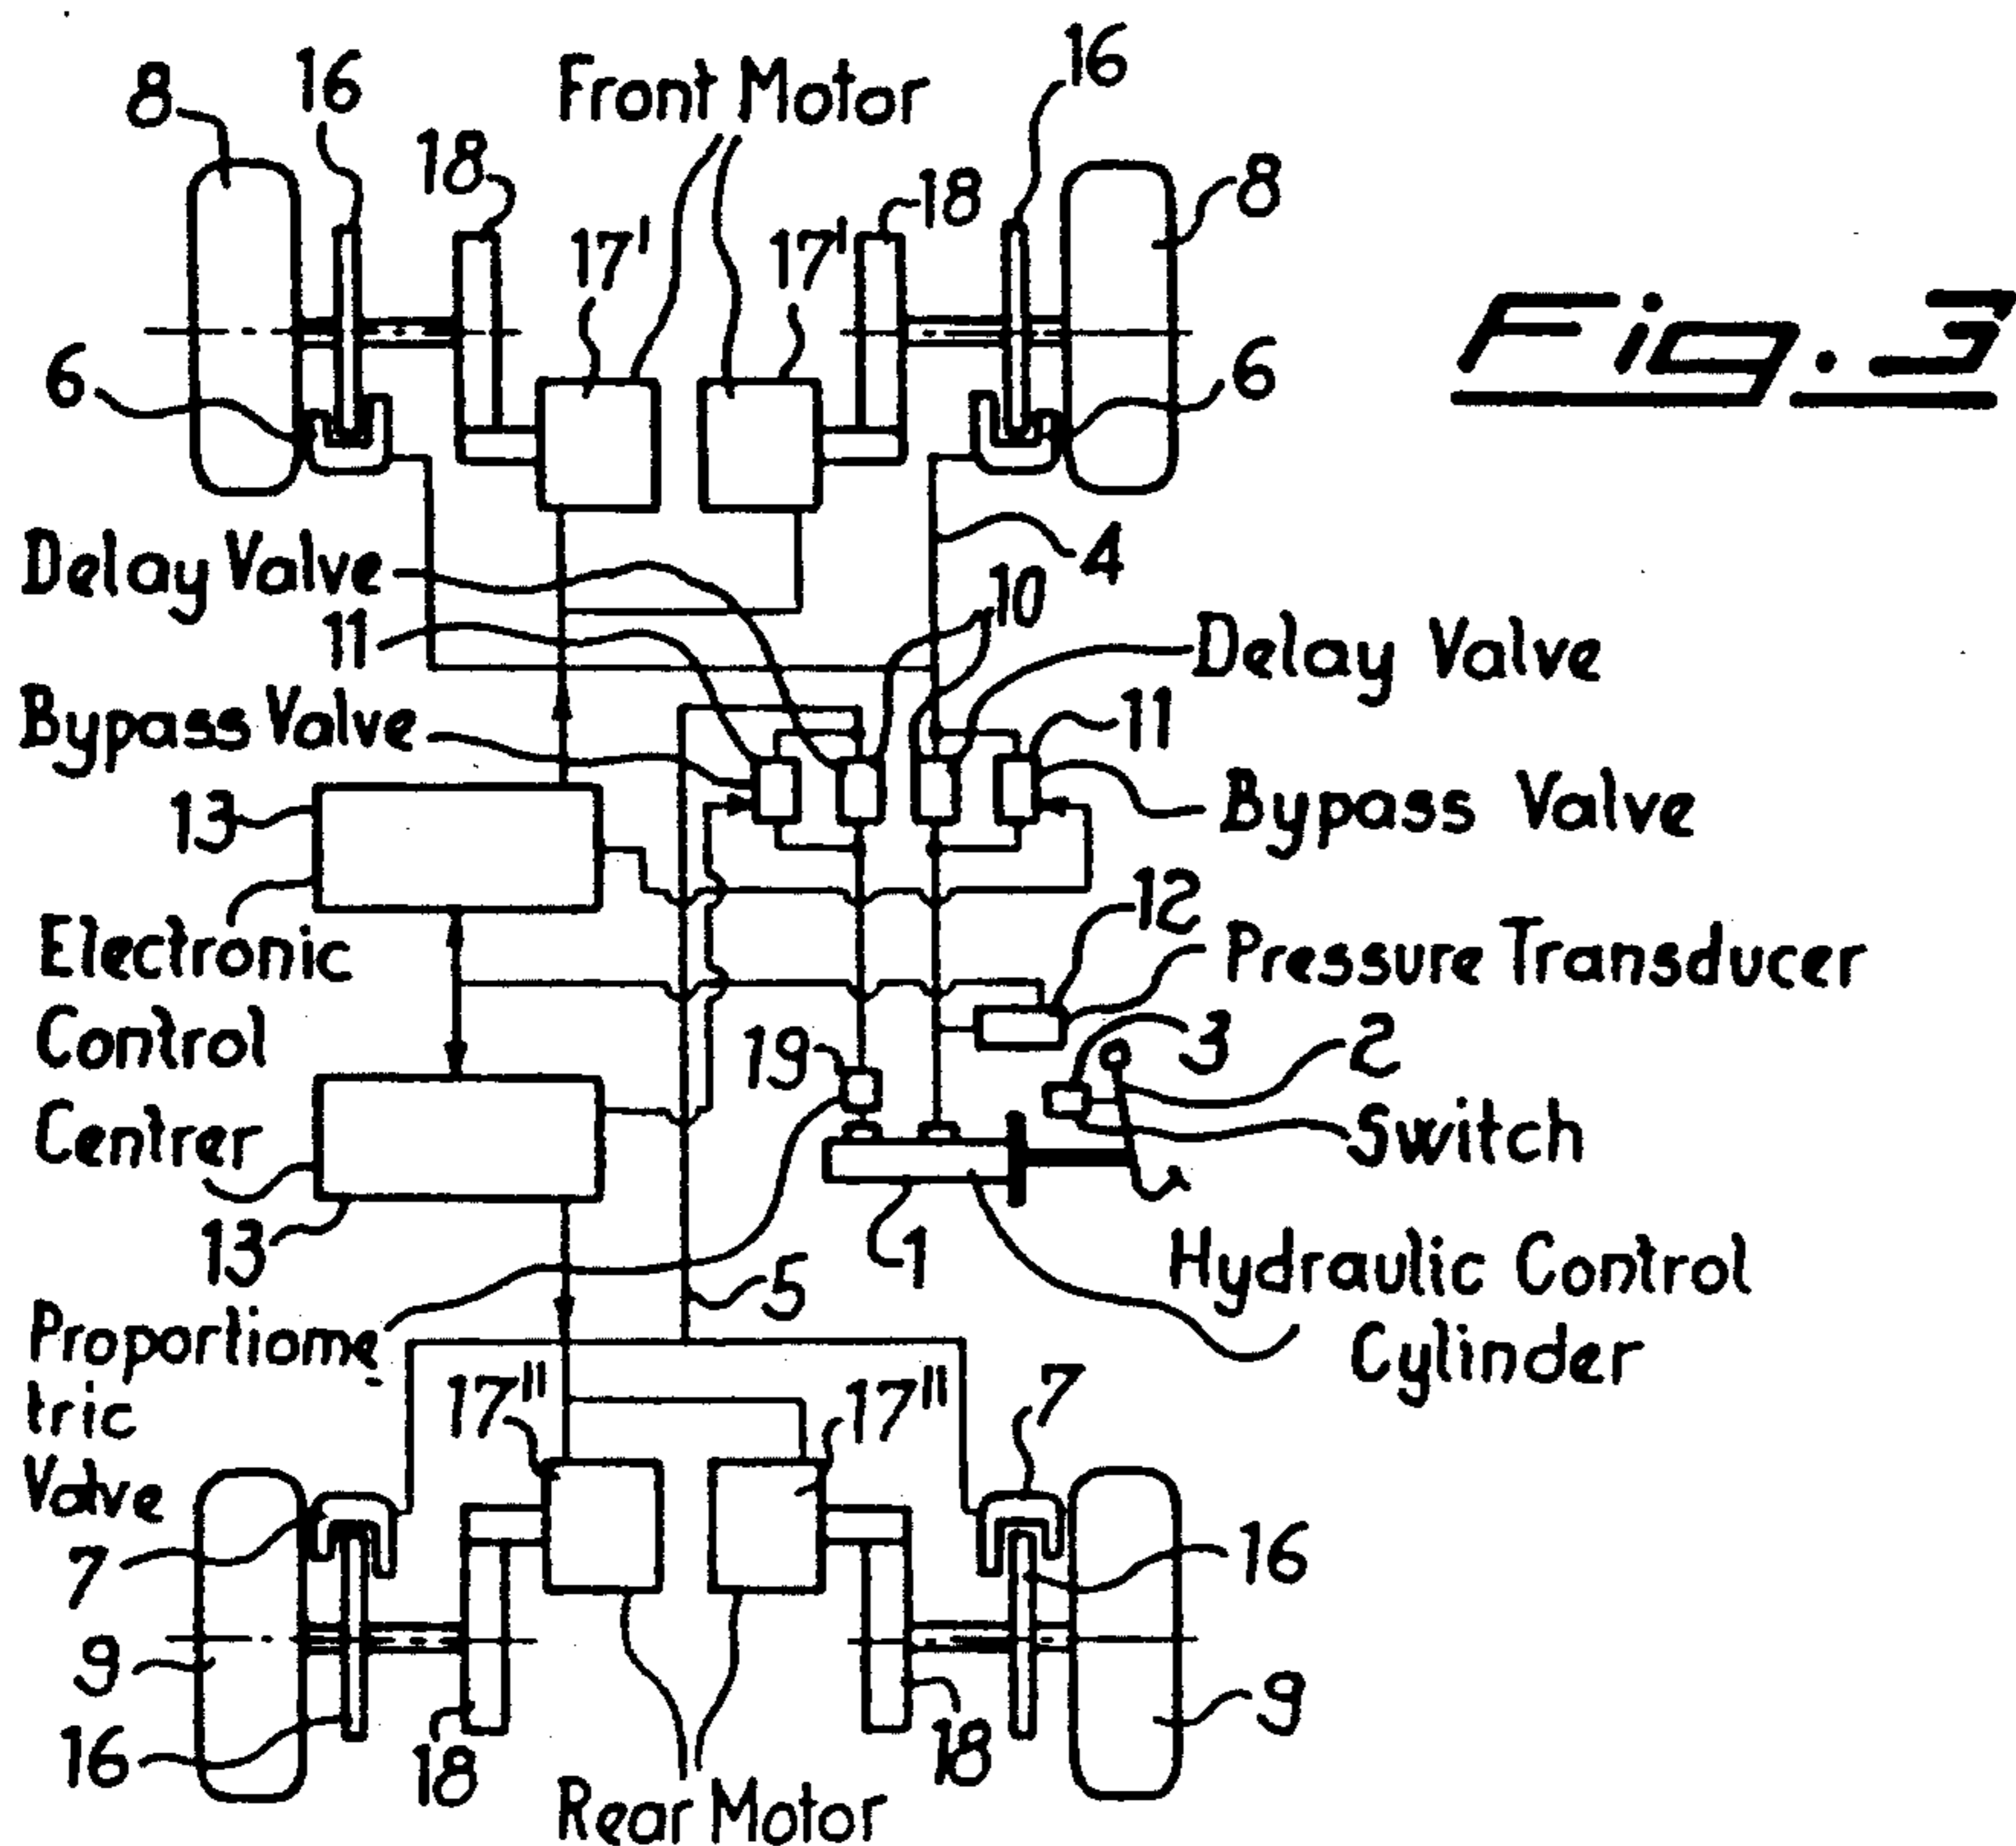 16
16
8
Front Motor
18
8
18
17'
17'
Fig. 3
6
6
Delay Valve
4
10
11
Delay Valve
Bypass Valve
11
13
Bypass Valve
12
Electronic
Control
Centrer
Pressure Transducer
3
2
19
Switch
13
1
5
Hydraulic Control
Cylinder
Proportiome
tric
Valve
17"
17"
7
7
16
9
9
16
18
18
Rear Motor